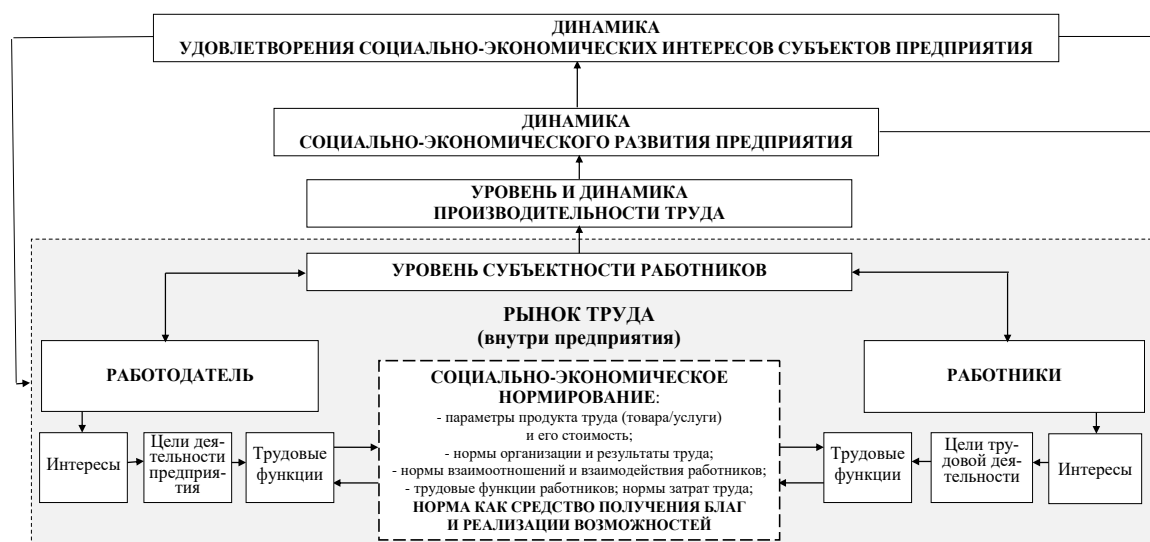 ДИНАМИКА
УДОВЛЕТВОРЕНИЯ СОЦИАЛЬНО-ЭКОНОМИЧЕСКИХ ИНТЕРЕСОВ СУБЪЕКТОВ ПРЕДПРИЯТИЯ
ДИНАМИКА
СОЦИАЛЬНО-ЭКОНОМИЧЕСКОГО РАЗВИТИЯ ПРЕДПРИЯТИЯ
УРОВЕНЬ И ДИНАМИКА
ПРОИЗВОДИТЕЛЬНОСТИ ТРУДА
УРОВЕНЬ СУБЪЕКТНОСТИ РАБОТНИКОВ
РЫНОК ТРУДА
(внутри предприятия)
РАБОТОДАТЕЛЬ
Интересы
Цели дея-
тельности
предприя-
тия
Трудовые
функции
СОЦИАЛЬНО-ЭКОНОМИЧЕСКОЕ
НОРМИРОВАНИЕ:
- параметры продукта труда (товара/услуги)
и его стоимость;
- нормы организации и результаты труда;
- нормы взаимоотношений и взаимодействия работников;
- трудовые функции работников; нормы затрат труда;
НОРМА КАК СРЕДСТВО ПОЛУЧЕНИЯ БЛАГ
И РЕАЛИЗАЦИИ ВОЗМОЖНОСТЕЙ
РАБОТНИКИ
Трудовые
функции
Цели тру-
довой дея-
тельности
Интересы